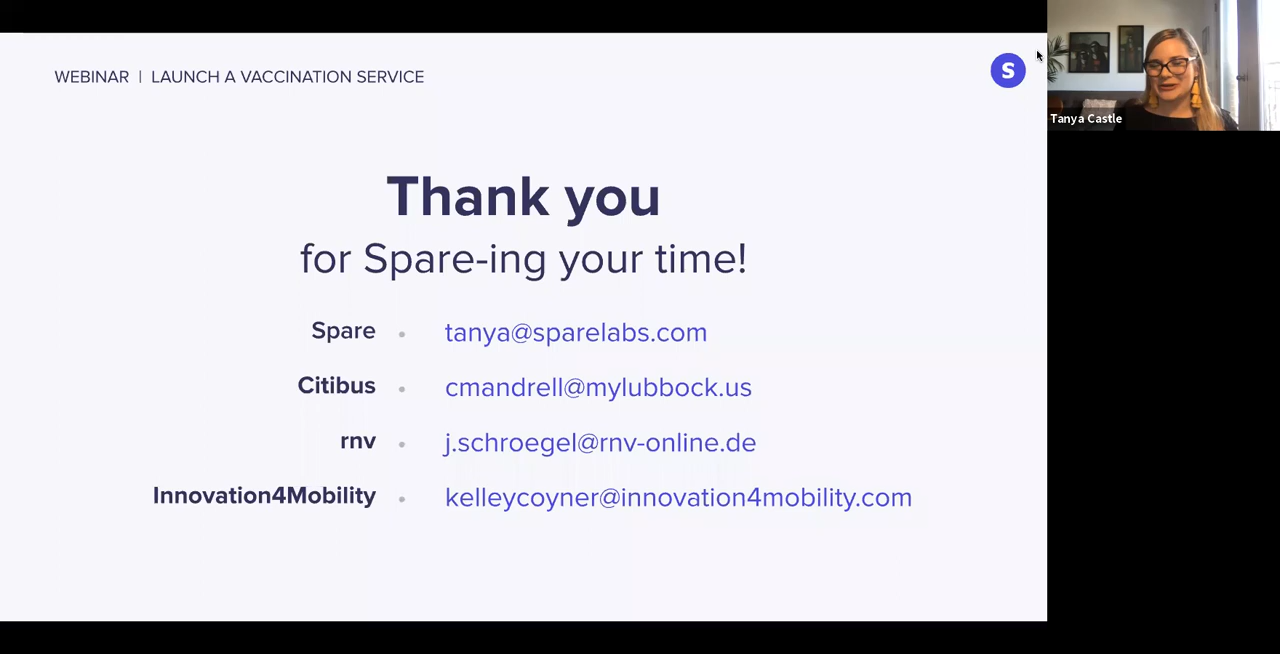 WEBINAR | LAUNCH A VACCINATION SERVICE
S
Tanya Castle
Thank you
for Spare-ing your time!
Spare • tanya@sparelabs.com
Citibus • cmandrell@mylubbock.us
rnv • j.schroegel@rnv-online.de
Innovation4Mobility • kelleycoyner@innovation4mobility.com